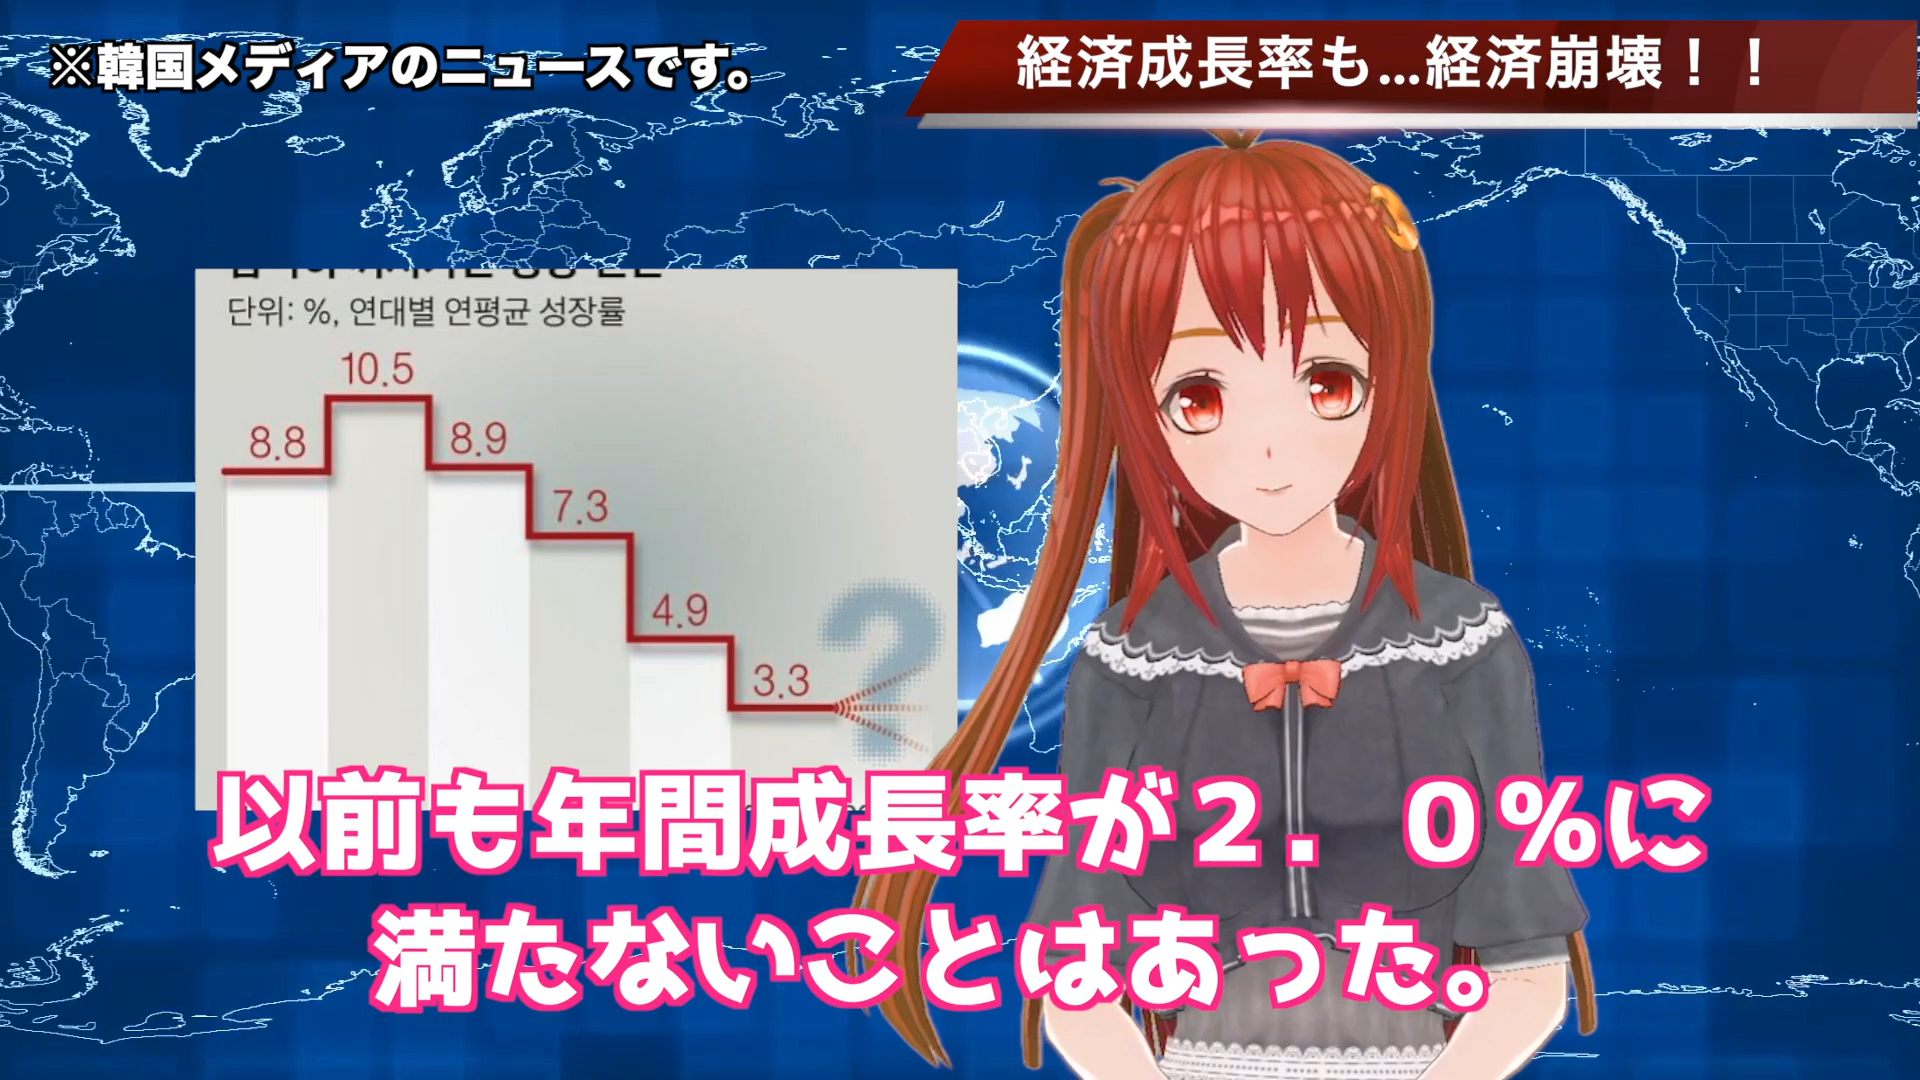 ※韓国メディアのニュースです。
経済成長率も...経済崩壊！！
단위: %, 연대별 연평균 성장률
10.5
8.8
8.9
7.3
4.9
3.3
?
以前も年間成長率が２．０％に
満たないことはあった。